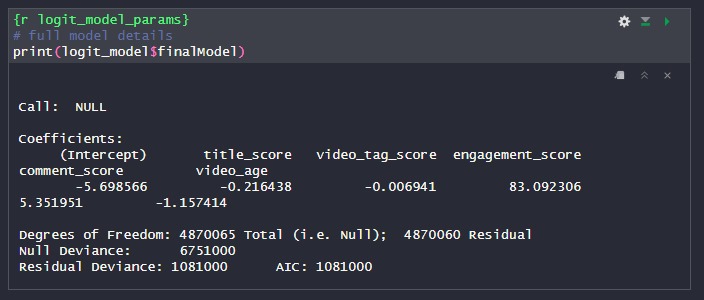 {r logit_model_params}
# full model details
print(logit_model$finalModel)
Call:  NULL
Coefficients:
(Intercept) title_score video_tag_score engagement_score
comment_score video_age
-5.698566 -0.216438 -0.006941 83.092306
5.351951 -1.157414
Degrees of Freedom: 4870065 Total (i.e. Null);  4870060 Residual
Null Deviance: 6751000
Residual Deviance: 1081000 AIC: 1081000